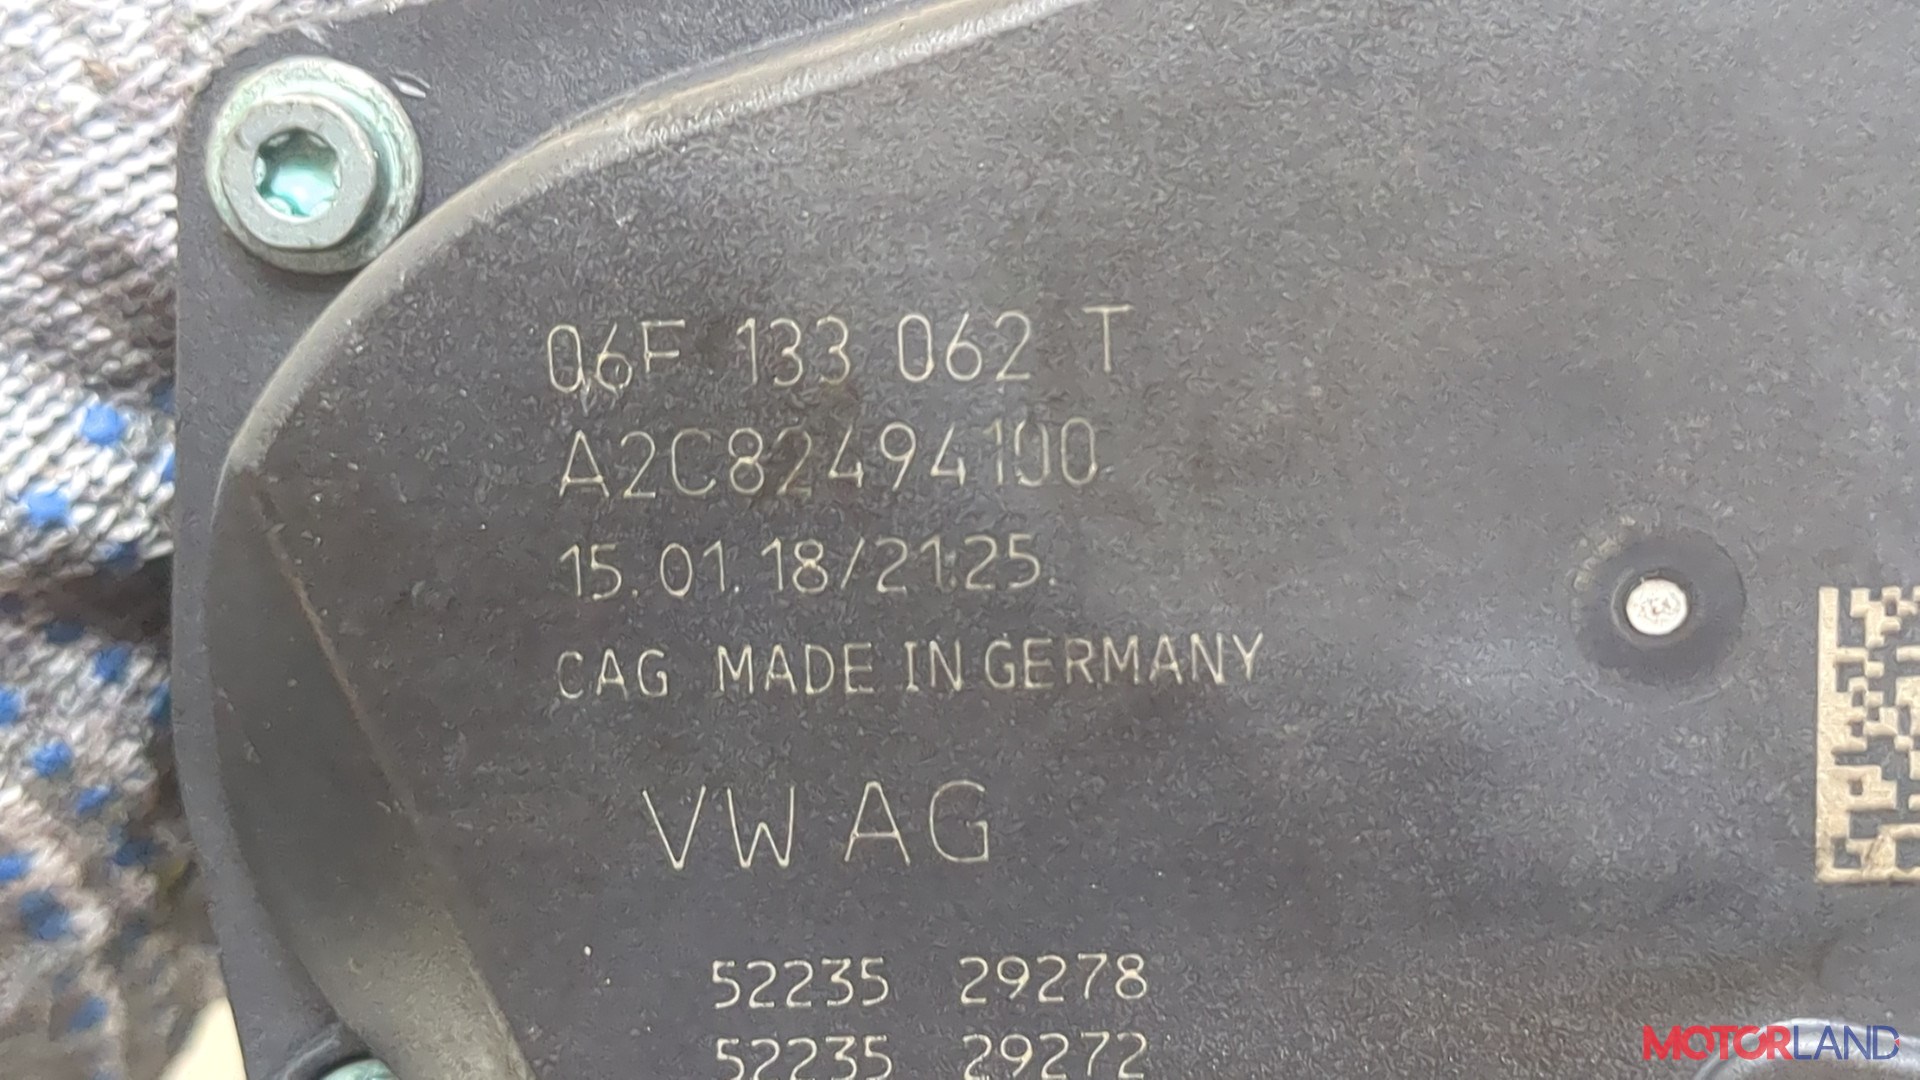 06F 133 062 T
A2C82494100
15.01.18/21:25.
CAG MADE IN GERMANY
VW AG
52235 29278
52235 29272
MOTORLAND